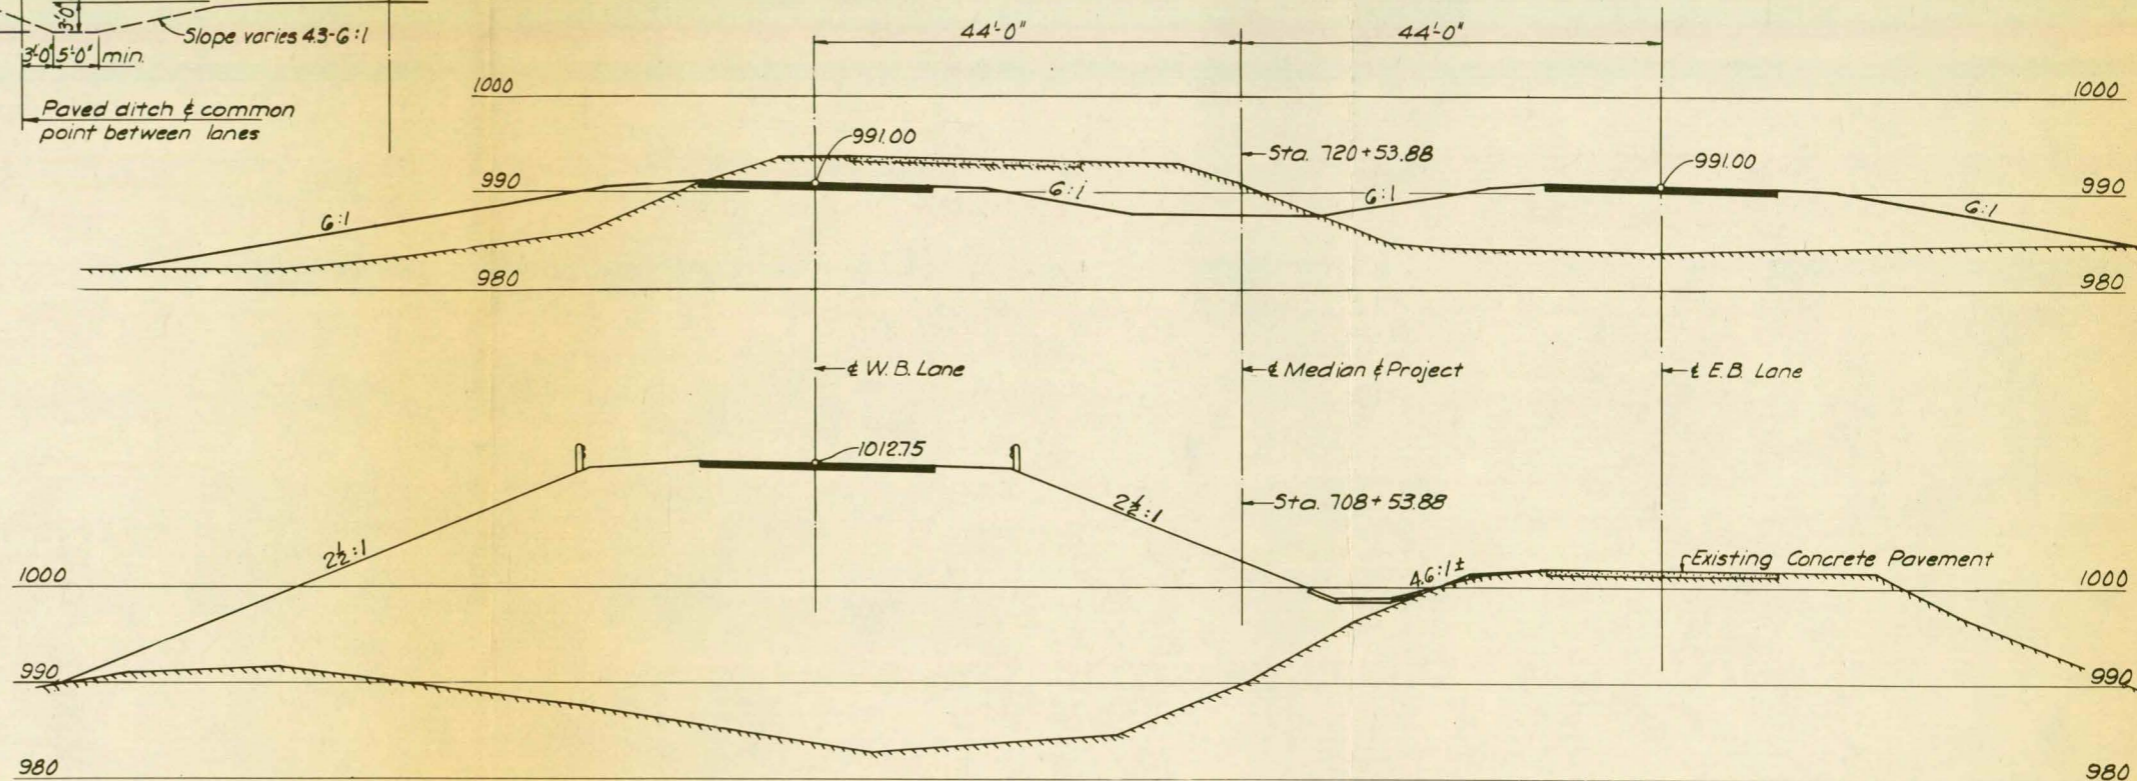 3'-0"
Slope varies 4.3-6:1
3'-0" 5'-0" min.
Paved ditch & common
point between lanes
44'-0" 44'-0"
1000 1000
991.00
Sta. 720+53.88
991.00
990 6:1 6:1 990
6:1 6:1
980 980
℄ W.B. Lane ℄ Median & Project ℄ E.B. Lane
1012.75
2½:1
Sta. 708+53.88
2½:1
Existing Concrete Pavement
4.6:1±
1000 1000
990 990
980 980